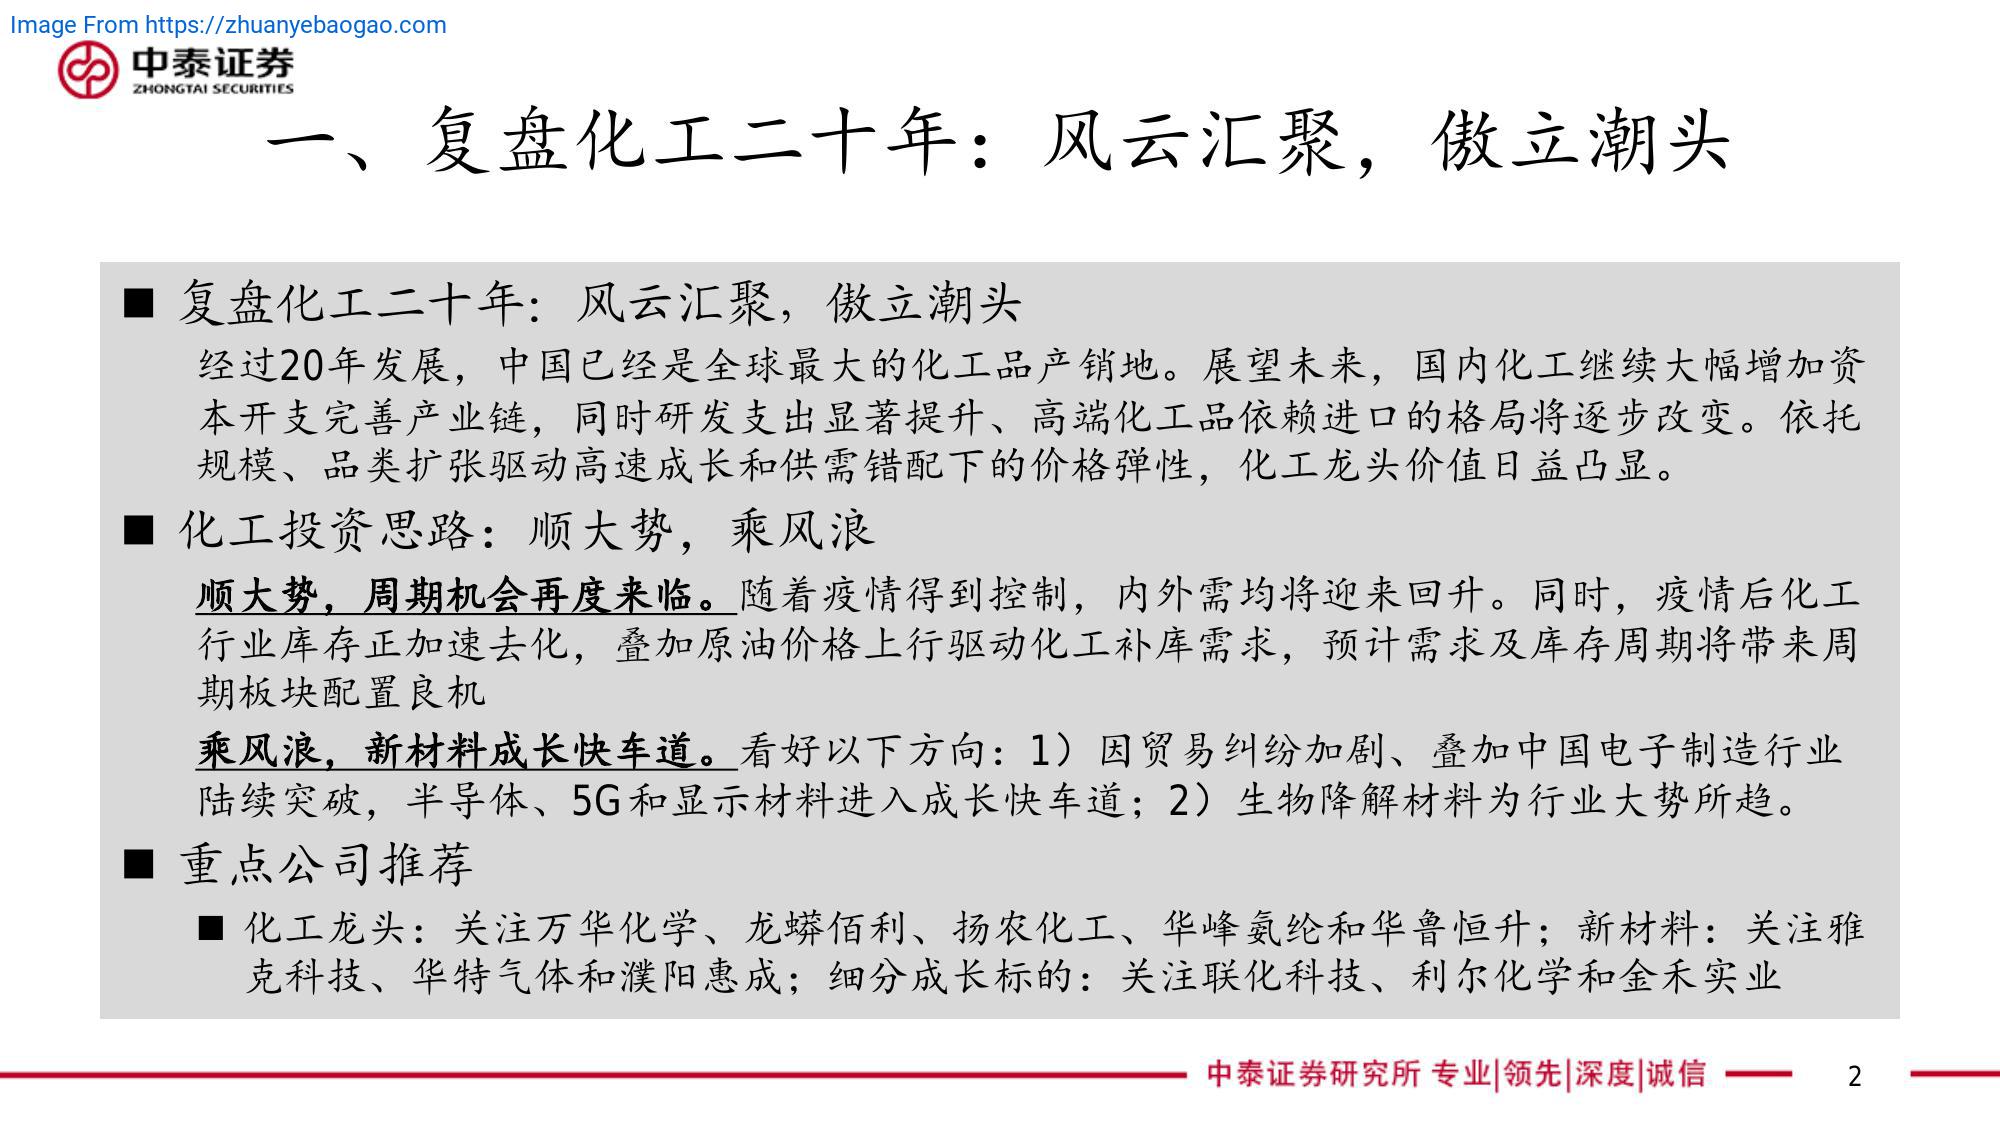 Image From https://zhuanyebaogao.com
中泰证券
ZHONGTAI SECURITIES
一、复盘化工二十年：风云汇聚，傲立潮头
■ 复盘化工二十年：风云汇聚，傲立潮头
经过20年发展，中国已经是全球最大的化工品产销地。展望未来，国内化工继续大幅增加资
本开支完善产业链，同时研发支出显著提升、高端化工品依赖进口的格局将逐步改变。依托
规模、品类扩张驱动高速成长和供需错配下的价格弹性，化工龙头价值日益凸显。
■ 化工投资思路：顺大势，乘风浪
顺大势，周期机会再度来临。随着疫情得到控制，内外需均将迎来回升。同时，疫情后化工
行业库存正加速去化，叠加原油价格上行驱动化工补库需求，预计需求及库存周期将带来周
期板块配置良机
乘风浪，新材料成长快车道。看好以下方向：1）因贸易纠纷加剧、叠加中国电子制造行业
陆续突破，半导体、5G和显示材料进入成长快车道；2）生物降解材料为行业大势所趋。
■ 重点公司推荐
■ 化工龙头：关注万华化学、龙蟒佰利、扬农化工、华峰氨纶和华鲁恒升；新材料：关注雅
克科技、华特气体和濮阳惠成；细分成长标的：关注联化科技、利尔化学和金禾实业
中泰证券研究所 专业|领先|深度|诚信
2